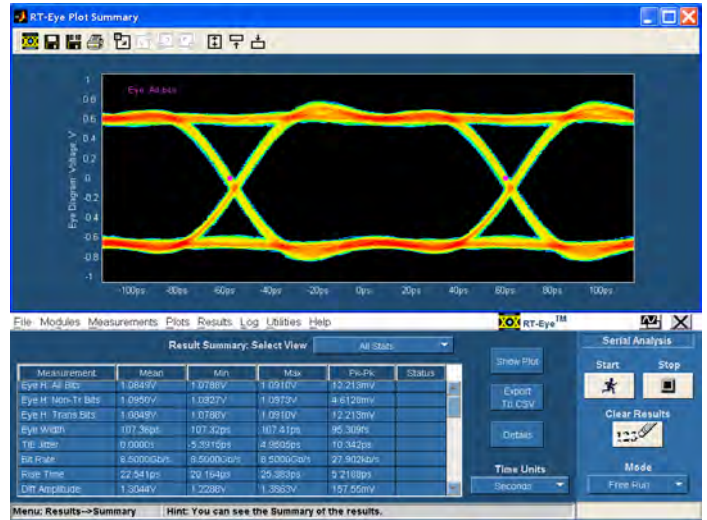 RT-Eye Plot Summary
Eye: All bits
Eye Diagram: Voltage, V
1
0.8
0.6
0.4
0.2
0
-0.2
-0.4
-0.6
-0.8
-1
-100ps -80ps -60ps -40ps -20ps 0ps 20ps 40ps 60ps 80ps 100ps
File Modules Measurements Plots Results Log Utilities Help RT-Eye™
Result Summary: Select View All Stats
Measurement Mean Min Max Pk-Pk Status
Eye H: All Bits 1.0849V 1.0788V 1.0910V 12.213mV
Eye H: Non-Tr Bits 1.0950V 1.0927V 1.0973V 4.6128mV
Eye H: Trans Bits 1.0849V 1.0788V 1.0910V 12.213mV
Eye Width 107.36ps 107.32ps 107.41ps 95.309fs
TIE Jitter 0.0000s -5.3915ps 4.9505ps 10.342ps
Bit Rate 8.5000Gb/s 8.5000Gb/s 8.5000Gb/s 27.902kb/s
Rise Time 22.541ps 20.164ps 25.383ps
Diff Amplitude 1.3044V 1.2288V 1.3863V 157.55mV
Show Plot
Export To CSV
Details
Time Units
Seconds
Serial Analysis
Start Stop
Clear Results
123
Mode
Free Run
Menu: Results-->Summary Hint: You can see the Summary of the results.